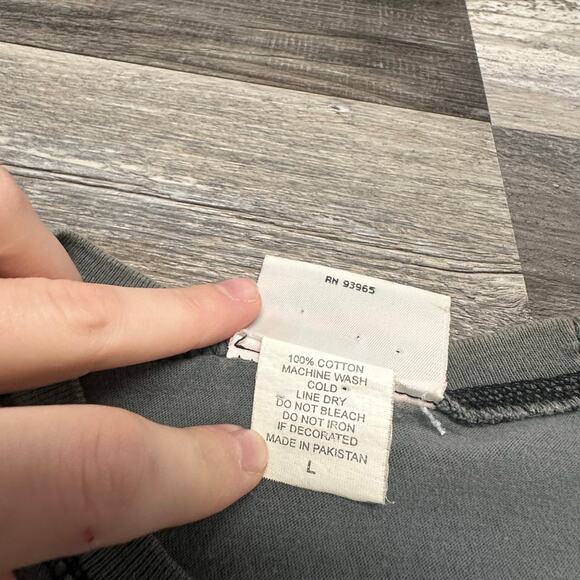 RN 93965
100% COTTON
MACHINE WASH
COLD
LINE DRY
DO NOT BLEACH
DO NOT IRON
IF DECORATED
MADE IN PAKISTAN
L